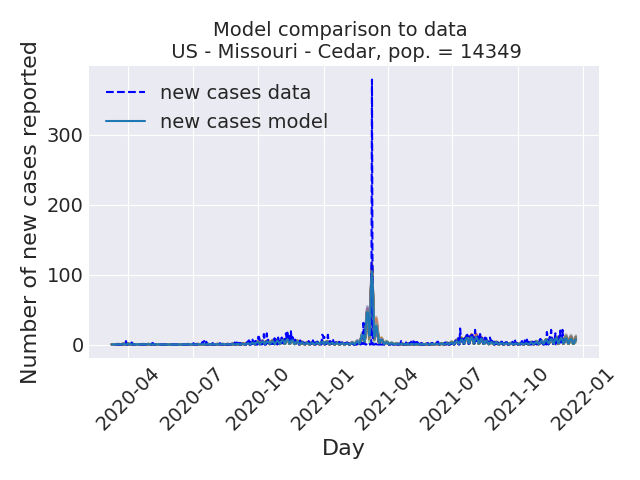 Model comparison to data
US - Missouri - Cedar, pop. = 14349
Number of new cases reported
new cases data
new cases model
300
200
100
0
2020-04
2020-07
2020-10
2021-01
2021-04
2021-07
2021-10
2022-01
Day